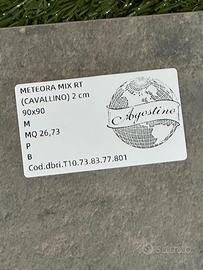 METEORA MIX RT
(CAVALLINO) 2 cm
90x90
M
MQ 26,73
P
B
Cod.dbri.T10.73.83.77.801
Agostino